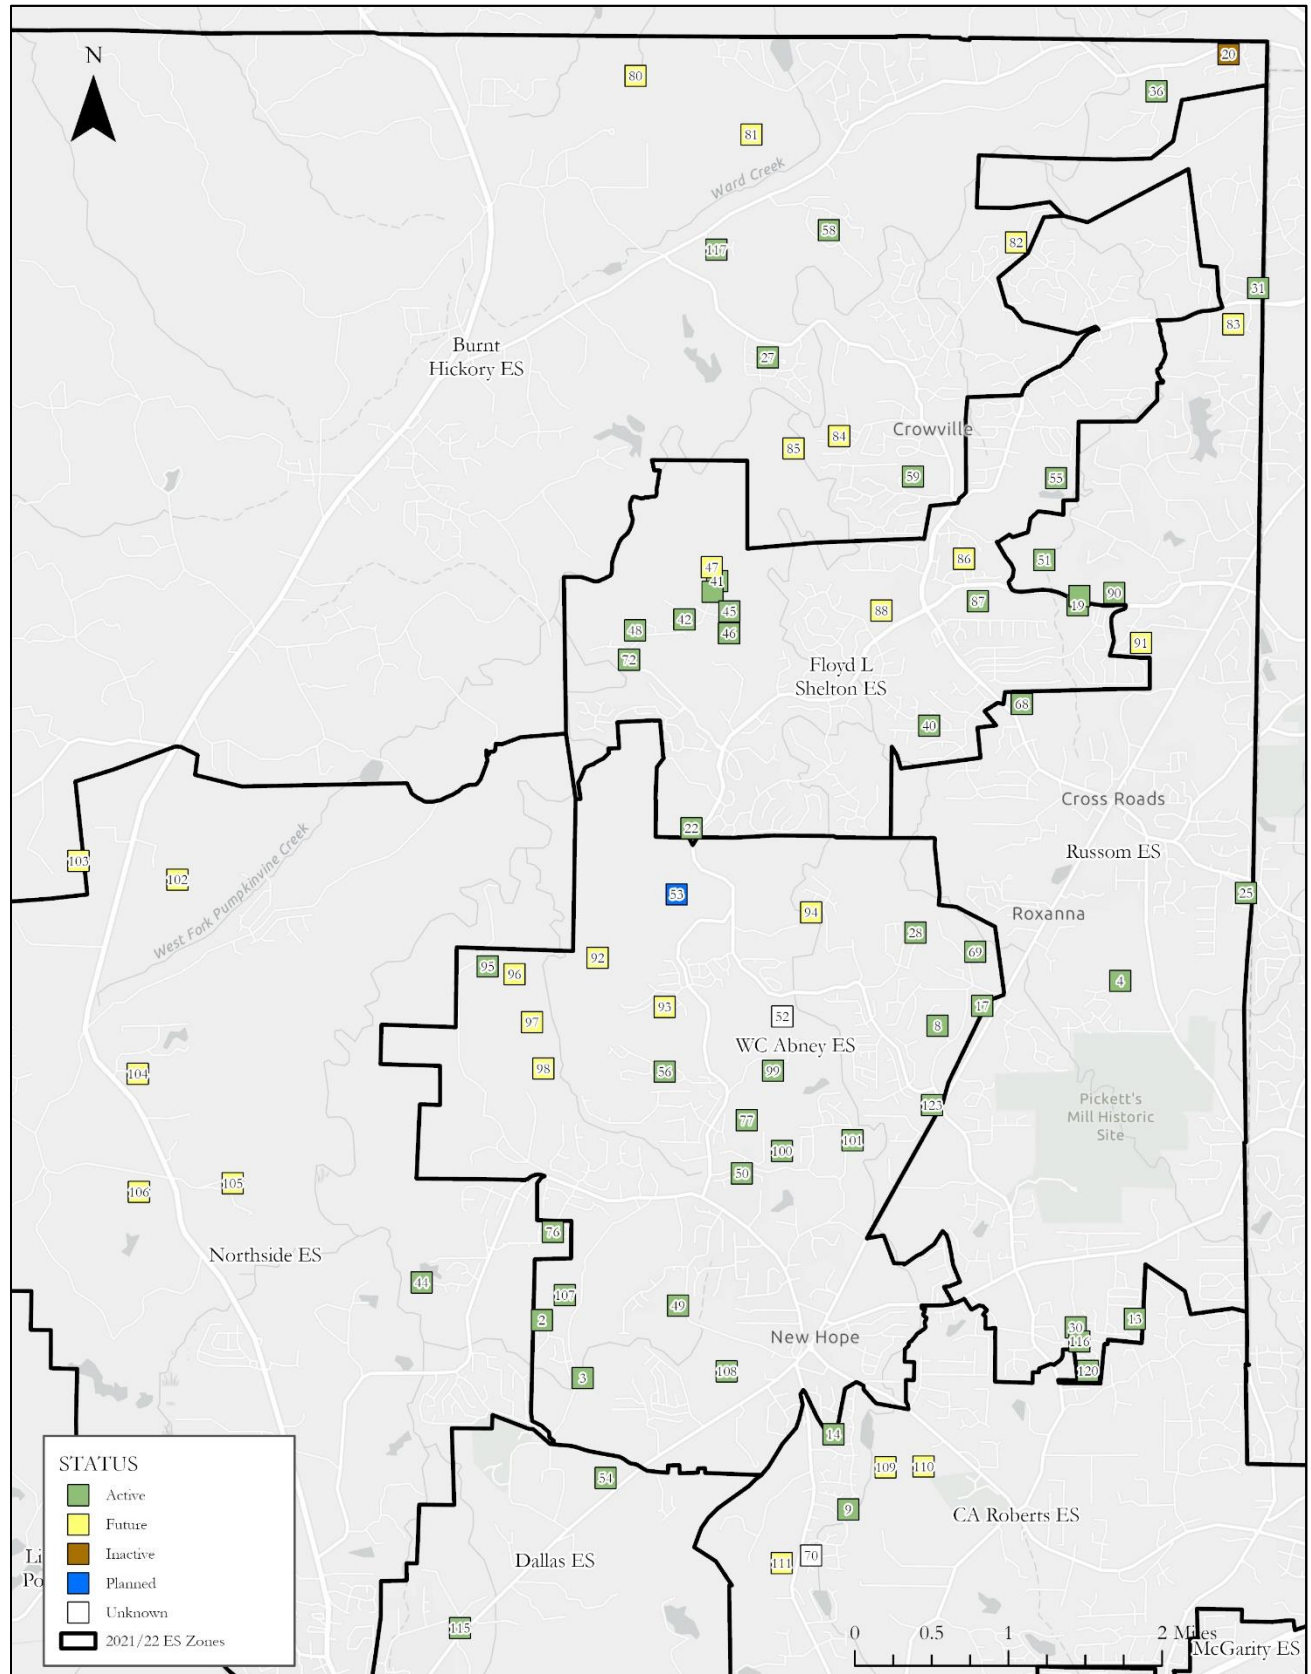 N
20
80
36
81
Ward Creek
58
82
117
31
83
Burnt
Hickory ES
27
84
Crowville
85
59
55
86
51
47
41
90
87
19
88
45
42
48
46
91
72
Floyd L
Shelton ES
68
40
Cross Roads
22
Russom ES
103
102
West Fork Pumpkinvine Creek
53
25
94
Roxanna
28
69
92
95
96
4
93
17
97
52
8
WC Abney ES
98
56
99
104
123
Pickett's
Mill Historic
Site
77
101
100
50
105
106
76
Northside ES
44
107
49
2
13
30
116
New Hope
108
120
3
14
109
110
54
9
CA Roberts ES
70
111
Dallas ES
115
STATUS
Active
Future
Inactive
Planned
Unknown
2021/22 ES Zones
Li
Po
0 0.5 1 2 Miles
McGarity ES